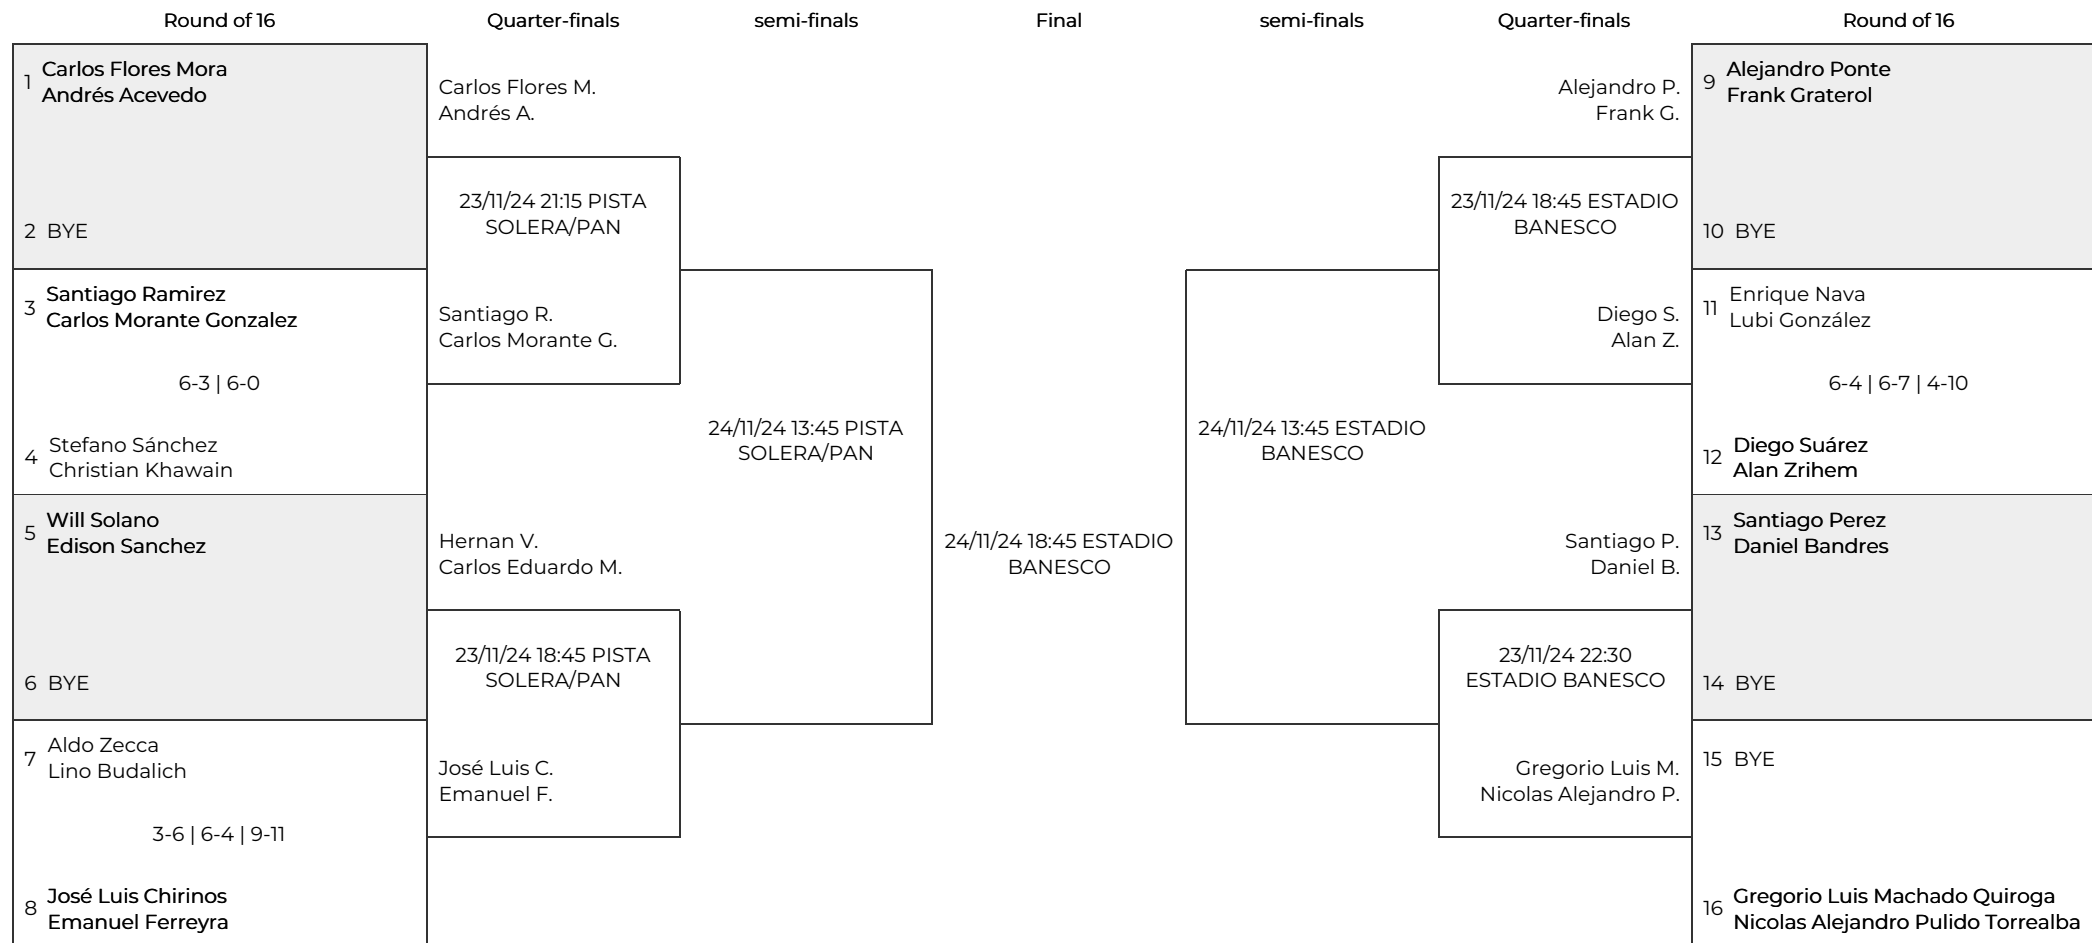 Round of 16
Quarter-finals
semi-finals
Final
semi-finals
Quarter-finals
Round of 16
1
Carlos Flores Mora
Andrés Acevedo
2 BYE
3
Santiago Ramirez
Carlos Morante Gonzalez
6-3 | 6-0
4
Stefano Sánchez
Christian Khawain
5
Will Solano
Edison Sanchez
6 BYE
7
Aldo Zecca
Lino Budalich
3-6 | 6-4 | 9-11
8
José Luis Chirinos
Emanuel Ferreyra
Carlos Flores M.
Andrés A.
23/11/24 21:15 PISTA
SOLERA/PAN
Santiago R.
Carlos Morante G.
Hernan V.
Carlos Eduardo M.
23/11/24 18:45 PISTA
SOLERA/PAN
José Luis C.
Emanuel F.
24/11/24 13:45 PISTA
SOLERA/PAN
24/11/24 18:45 ESTADIO
BANESCO
24/11/24 13:45 ESTADIO
BANESCO
Alejandro P.
Frank G.
23/11/24 18:45 ESTADIO
BANESCO
Diego S.
Alan Z.
Santiago P.
Daniel B.
23/11/24 22:30
ESTADIO BANESCO
Gregorio Luis M.
Nicolas Alejandro P.
9
Alejandro Ponte
Frank Graterol
10 BYE
11
Enrique Nava
Lubi González
6-4 | 6-7 | 4-10
12
Diego Suárez
Alan Zrihem
13
Santiago Perez
Daniel Bandres
14 BYE
15 BYE
16
Gregorio Luis Machado Quiroga
Nicolas Alejandro Pulido Torrealba